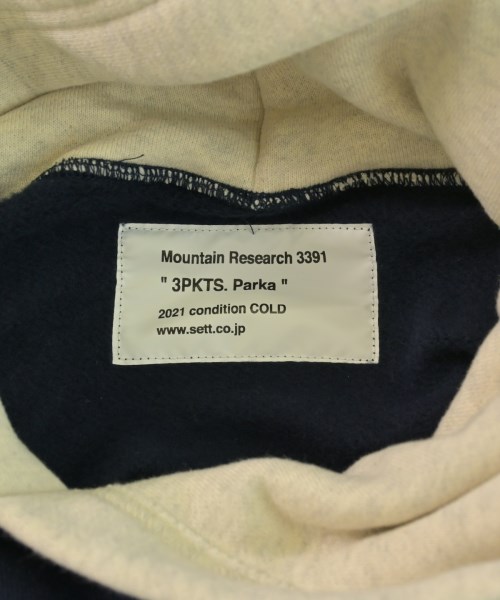 Mountain Research 3391
" 3PKTS. Parka "
2021 condition COLD
www.sett.co.jp